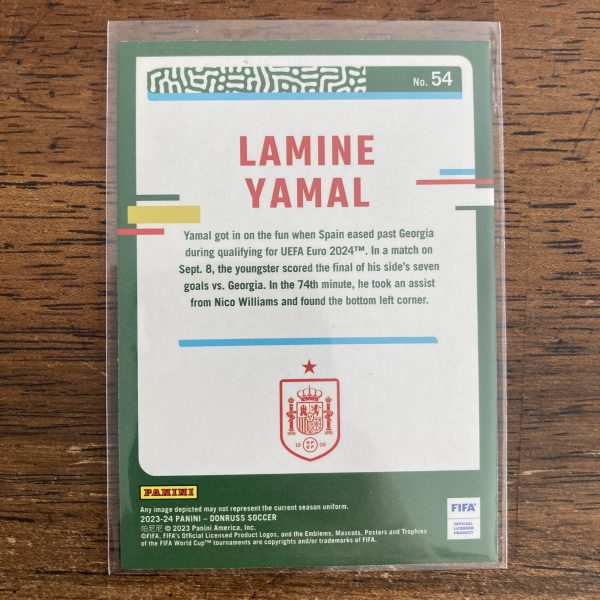 No. 54
LAMINE
YAMAL
Yamal got in on the fun when Spain eased past Georgia
during qualifying for UEFA Euro 2024™. In a match on
Sept. 8, the youngster scored the final of his side's seven
goals vs. Georgia. In the 74th minute, he took an assist
from Nico Williams and found the bottom left corner.
PANINI
Any image depicted may not represent the current season uniform.
2023-24 PANINI – DONRUSS SOCCER
帕尼尼 © 2023 Panini America, Inc.
©FIFA, FIFA's Official Licensed Product Logos, and the Emblems, Mascots, Posters and Trophies
of the FIFA World Cup™ tournaments are copyrights and/or trademarks of FIFA.
FIFA®
OFFICIAL
LICENSED
PRODUCT